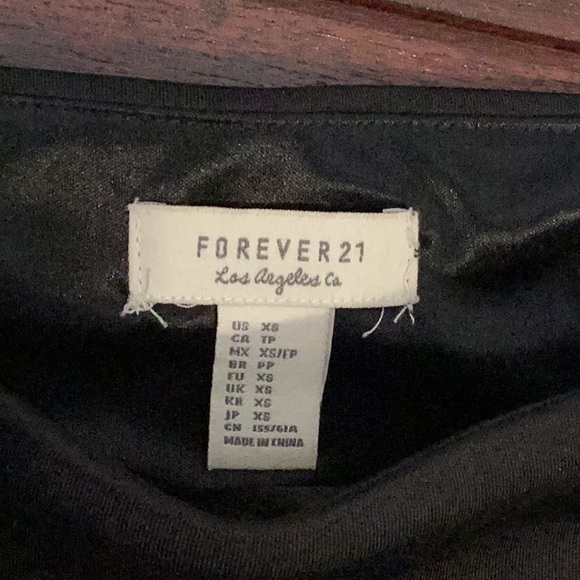 FOREVER 21
Los Angeles Ca
US XS
CA TP
MX XS/EP
BR PP
EU XS
UK XS
KR XS
JP XS
CN 155/61A
MADE IN CHINA